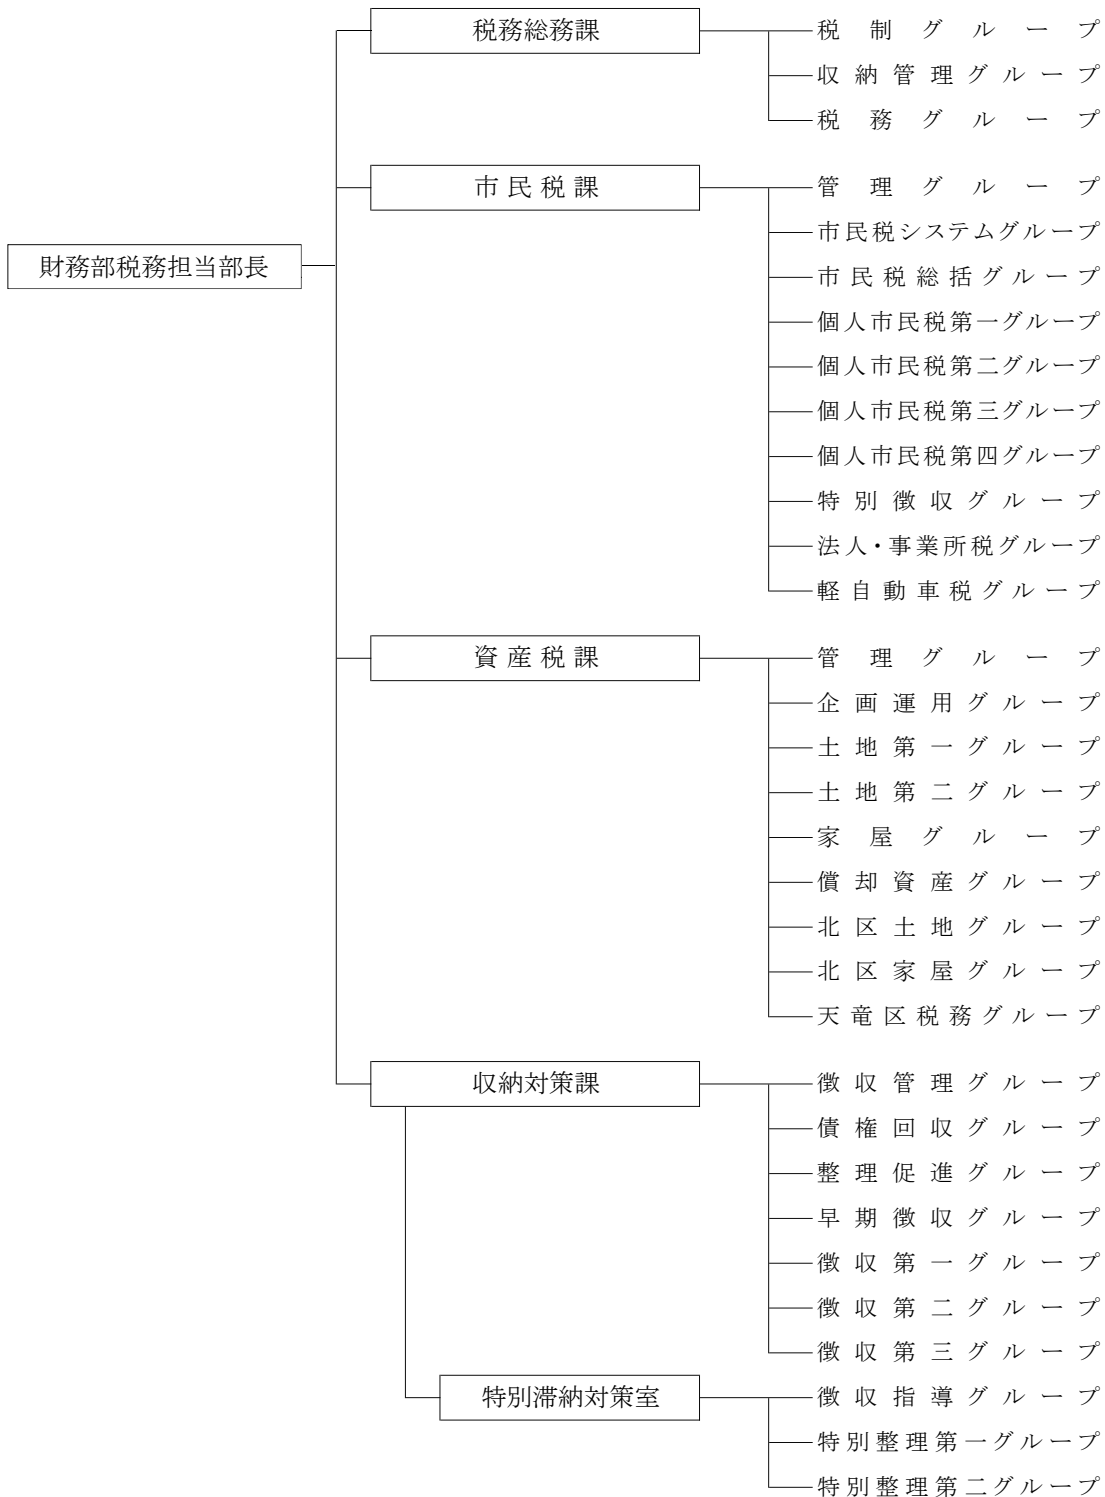 財務部税務担当部長
税務総務課
税制グループ
収納管理グループ
税務グループ
市民税課
管理グループ
市民税システムグループ
市民税総括グループ
個人市民税第一グループ
個人市民税第二グループ
個人市民税第三グループ
個人市民税第四グループ
特別徴収グループ
法人・事業所税グループ
軽自動車税グループ
資産税課
管理グループ
企画運用グループ
土地第一グループ
土地第二グループ
家屋グループ
償却資産グループ
北区土地グループ
北区家屋グループ
天竜区税務グループ
収納対策課
徴収管理グループ
債権回収グループ
整理促進グループ
早期徴収グループ
徴収第一グループ
徴収第二グループ
徴収第三グループ
特別滞納対策室
徴収指導グループ
特別整理第一グループ
特別整理第二グループ